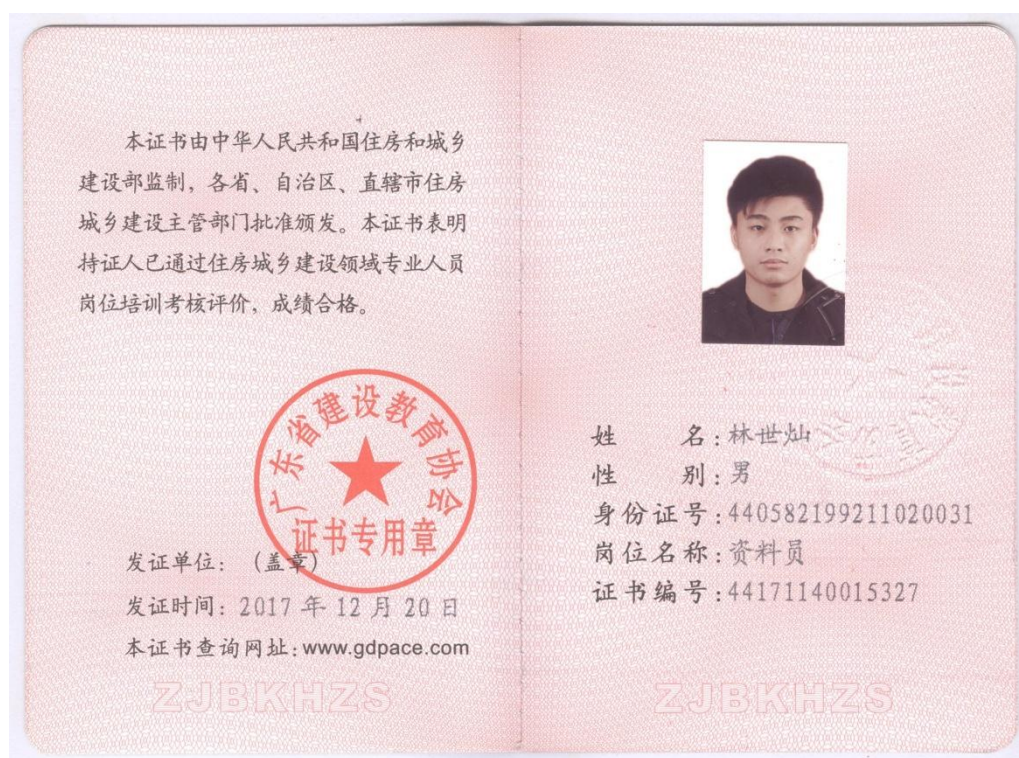 本证书由中华人民共和国住房和城乡
建设部监制，各省、自治区、直辖市住房
城乡建设主管部门批准颁发。本证书表明
持证人已通过住房城乡建设领域专业人员
岗位培训考核评价，成绩合格。
广东省建设教育协会
证书专用章
发证单位：（盖章）
发证时间：2017 年 12 月 20 日
本证书查询网址：www.gdpace.com
ZJBKHZS
姓 名：林世灿
性 别：男
身份证号：440582199211020031
岗位名称：资料员
证书编号：44171140015327
ZJBKHZS